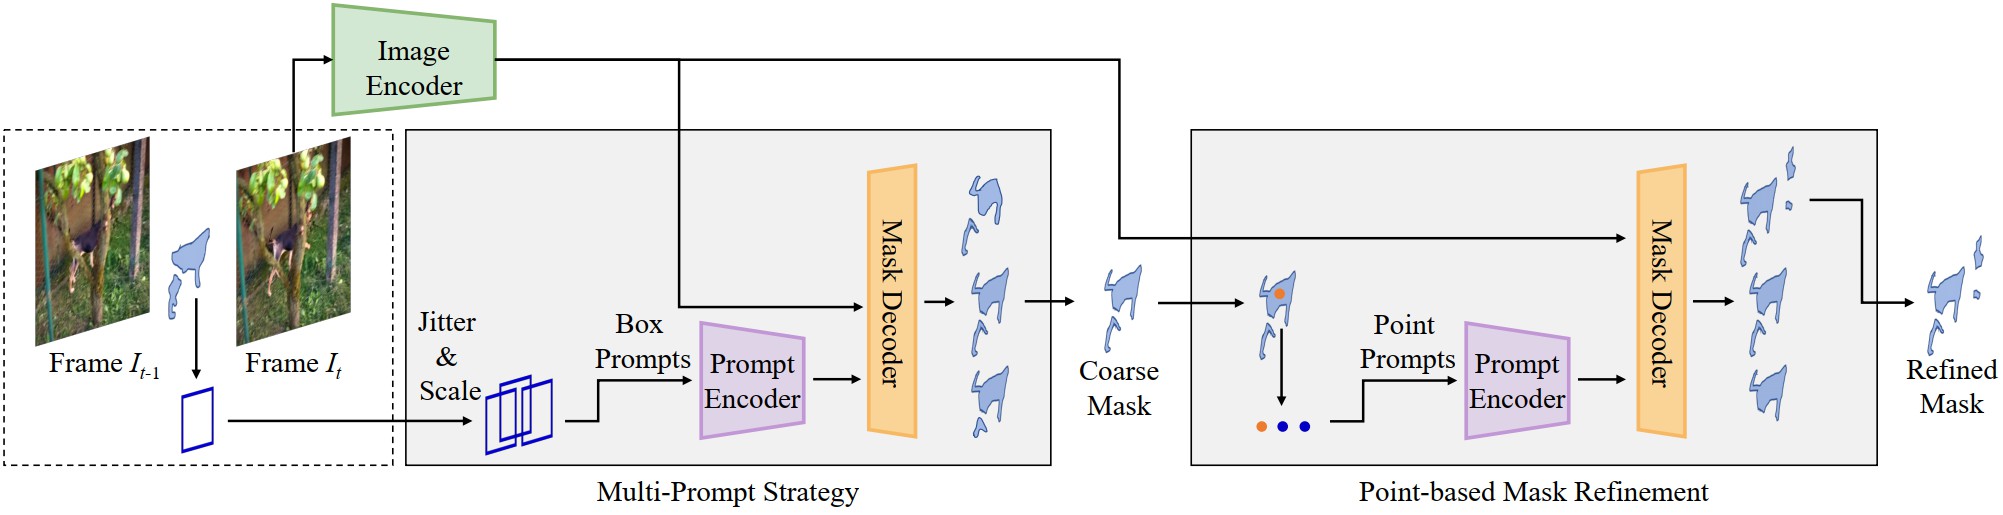 Image
Encoder
Frame I_t-1
Frame I_t
Jitter
&
Scale
Box
Prompts
Prompt
Encoder
Mask Decoder
Coarse
Mask
Point
Prompts
Prompt
Encoder
Mask Decoder
Refined
Mask
Multi-Prompt Strategy
Point-based Mask Refinement